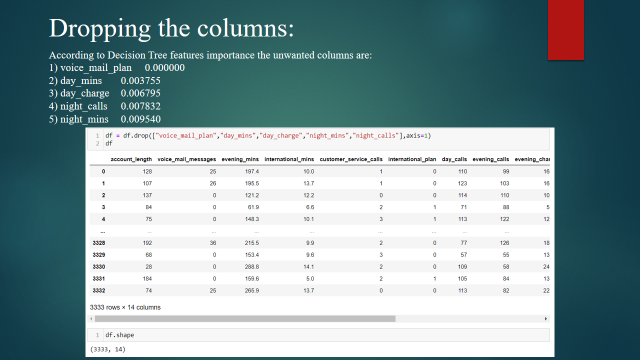 Dropping the columns:
According to Decision Tree features importance the unwanted columns are:
1) voice_mail_plan 0.000000
2) day_mins 0.003755
3) day_charge 0.006795
4) night_calls 0.007832
5) night_mins 0.009540
1 df = df.drop(["voice_mail_plan","day_mins","day_charge","night_mins","night_calls"],axis=1)
2 df
account_length voice_mail_messages evening_mins international_mins customer_service_calls international_plan day_calls evening_calls evening_char
0 128 25 197.4 10.0 1 0 110 99 16
1 107 26 195.5 13.7 1 0 123 103 16
2 137 0 121.2 12.2 0 0 114 110 10
3 84 0 61.9 6.6 2 1 71 88 5
4 75 0 148.3 10.1 3 1 113 122 12
... ... ... ... ... ... ... ... ... ...
3328 192 36 215.5 9.9 2 0 77 126 18
3329 68 0 153.4 9.6 3 0 57 55 13
3330 28 0 288.8 14.1 2 0 109 58 24
3331 184 0 159.6 5.0 2 1 105 84 13
3332 74 25 265.9 13.7 0 0 113 82 22
3333 rows × 14 columns
1 df.shape
(3333, 14)